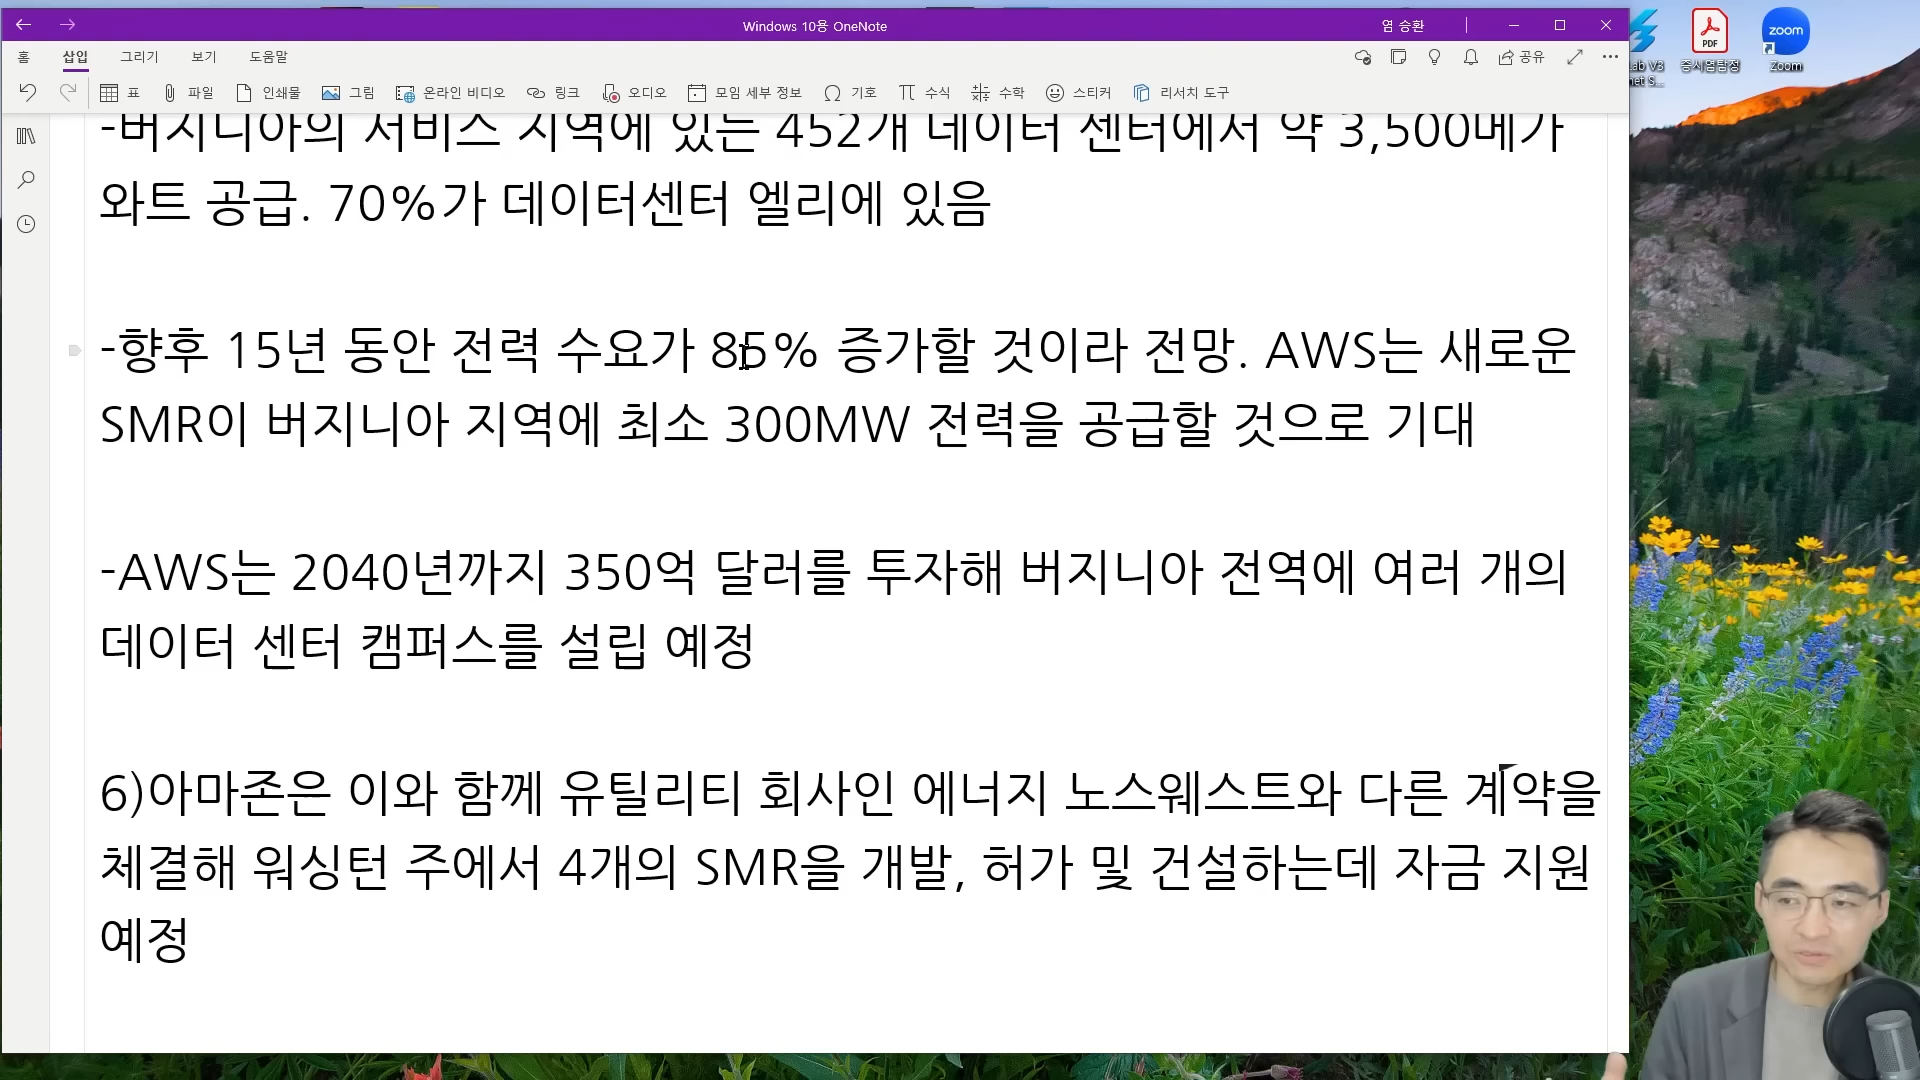 Windows 10용 OneNote
염 승환
홈 삽입 그리기 보기 도움말 공유
표 파일 인쇄물 그림 온라인 비디오 링크 오디오 모임 세부 정보 기호 수식 수학 스티커 리서치 도구
-버지니아의 서비스 지역에 있는 452개 데이터 센터에서 약 3,500메가
와트 공급. 70%가 데이터센터 엘리에 있음
-향후 15년 동안 전력 수요가 85% 증가할 것이라 전망. AWS는 새로운
SMR이 버지니아 지역에 최소 300MW 전력을 공급할 것으로 기대
-AWS는 2040년까지 350억 달러를 투자해 버지니아 전역에 여러 개의
데이터 센터 캠퍼스를 설립 예정
6)아마존은 이와 함께 유틸리티 회사인 에너지 노스웨스트와 다른 계약을
체결해 워싱턴 주에서 4개의 SMR을 개발, 허가 및 건설하는데 자금 지원
예정
PDF
zoom
Lab V3
net S...
증시염탐정
Zoom